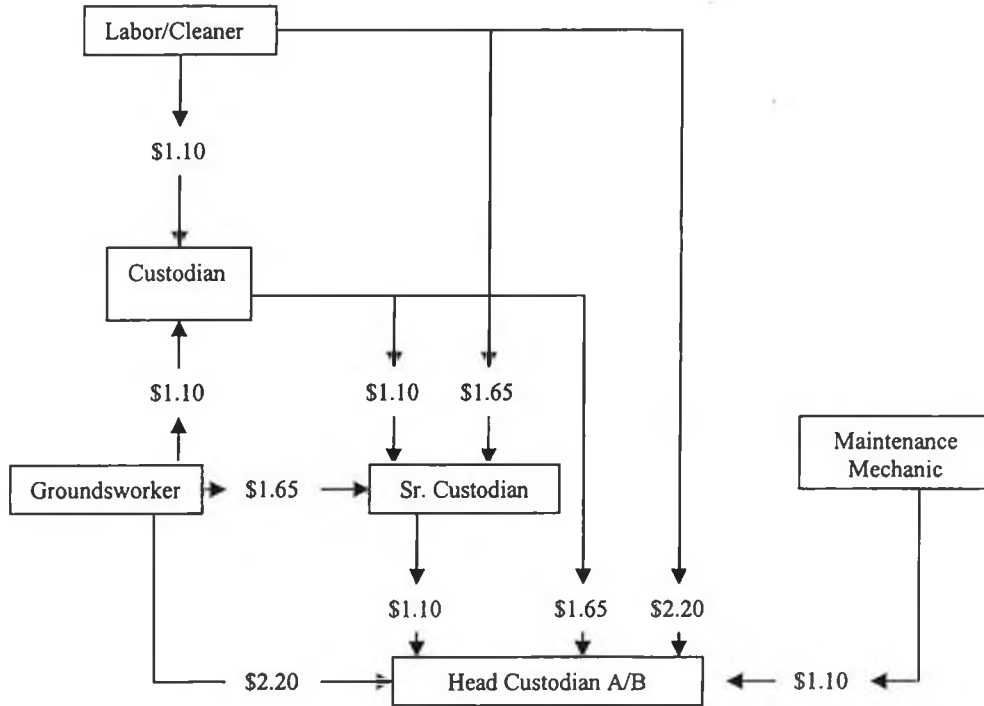 Labor/Cleaner
$1.10
Custodian
$1.10
$1.10
$1.65
Maintenance
Mechanic
Groundsworker
$1.65
Sr. Custodian
$1.10
$1.65
$2.20
$2.20
Head Custodian A/B
$1.10